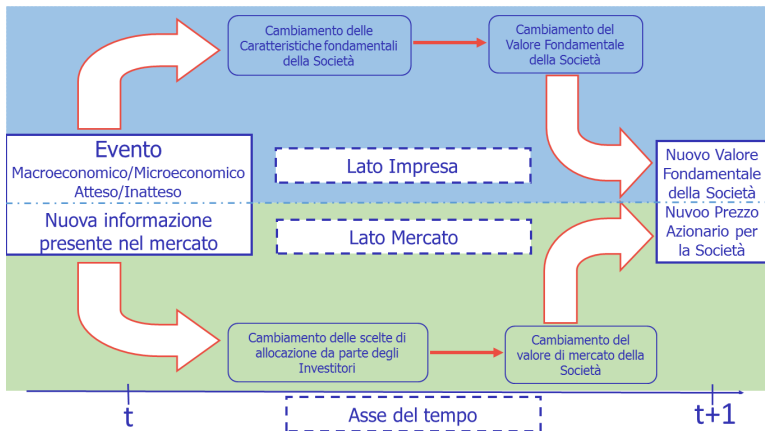 Cambiamento delle
Caratteristiche fondamentali
della Società
Cambiamento del
Valore Fondamentale
della Società
Evento
Macroeconomico/Microeconomico
Atteso/Inatteso
Nuova informazione
presente nel mercato
Lato Impresa
Lato Mercato
Nuovo Valore
Fondamentale
della Società
Nuvoo Prezzo
Azionario per
la Società
Cambiamento delle scelte di
allocazione da parte degli
Investitori
Cambiamento del
valore di mercato della
Società
t
Asse del tempo
t+1